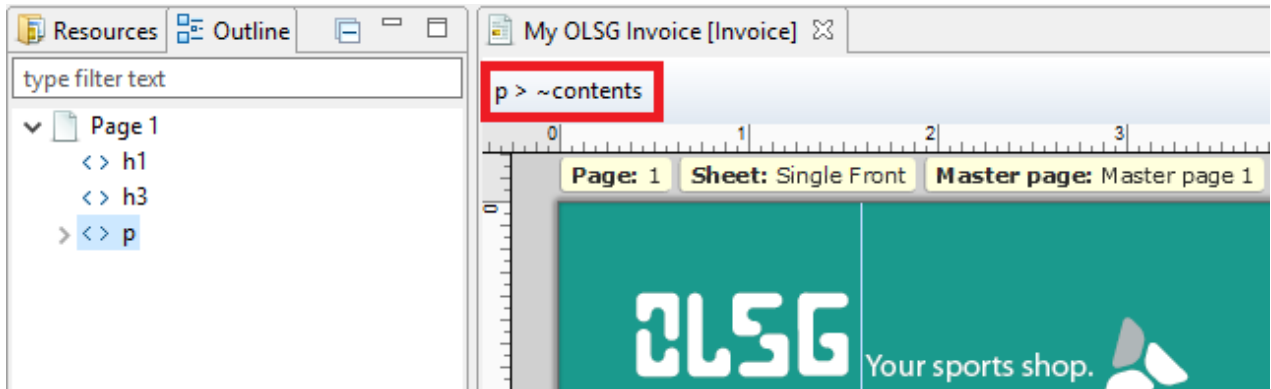 Resources Outline
type filter text
Page 1
<> h1
<> h3
<> p
My OLSG Invoice [Invoice]
p > ~contents
0 1 2 3
Page: 1 Sheet: Single Front Master page: Master page 1
0
OLSG
Your sports shop.